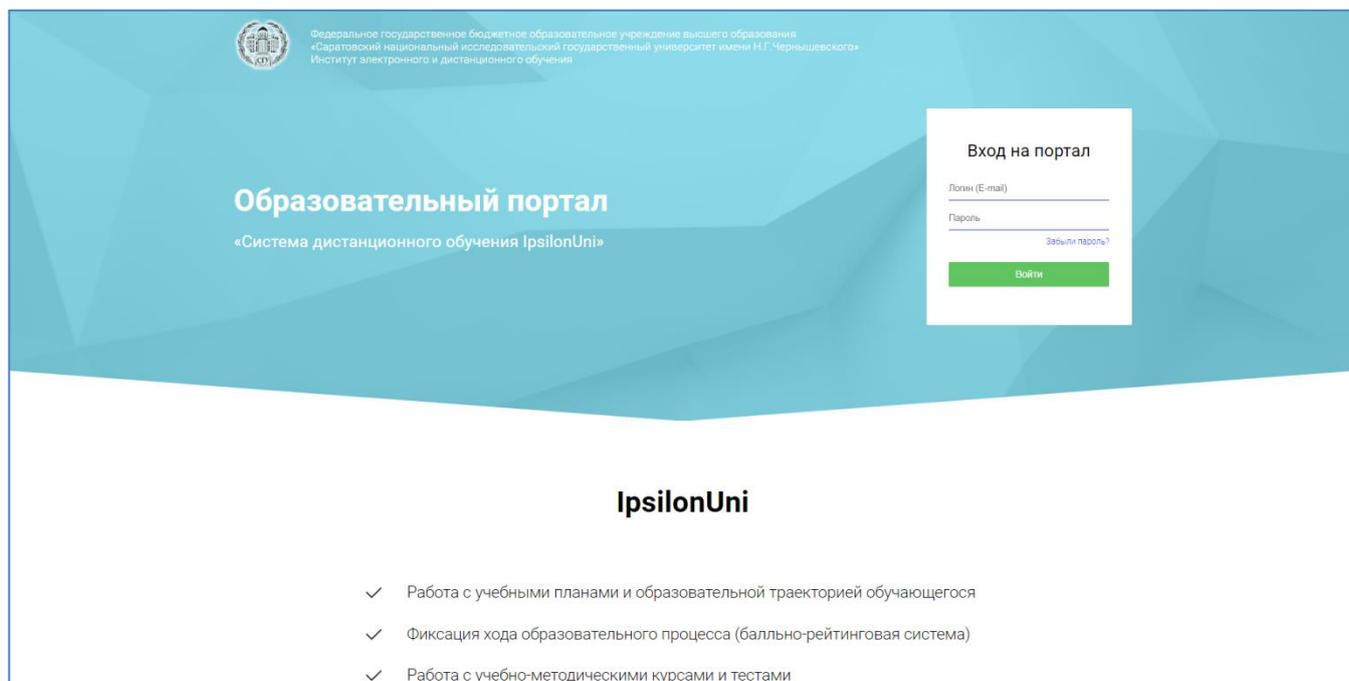 Федеральное государственное бюджетное образовательное учреждение высшего образования
«Саратовский национальный исследовательский государственный университет имени Н.Г.Чернышевского»
Институт электронного и дистанционного обучения
СГУ
Вход на портал
Логин (E-mail)
Пароль
Забыли пароль?
Войти
Образовательный портал
«Система дистанционного обучения IpsilonUni»
IpsilonUni
Работа с учебными планами и образовательной траекторией обучающегося
Фиксация хода образовательного процесса (балльно-рейтинговая система)
Работа с учебно-методическими курсами и тестами